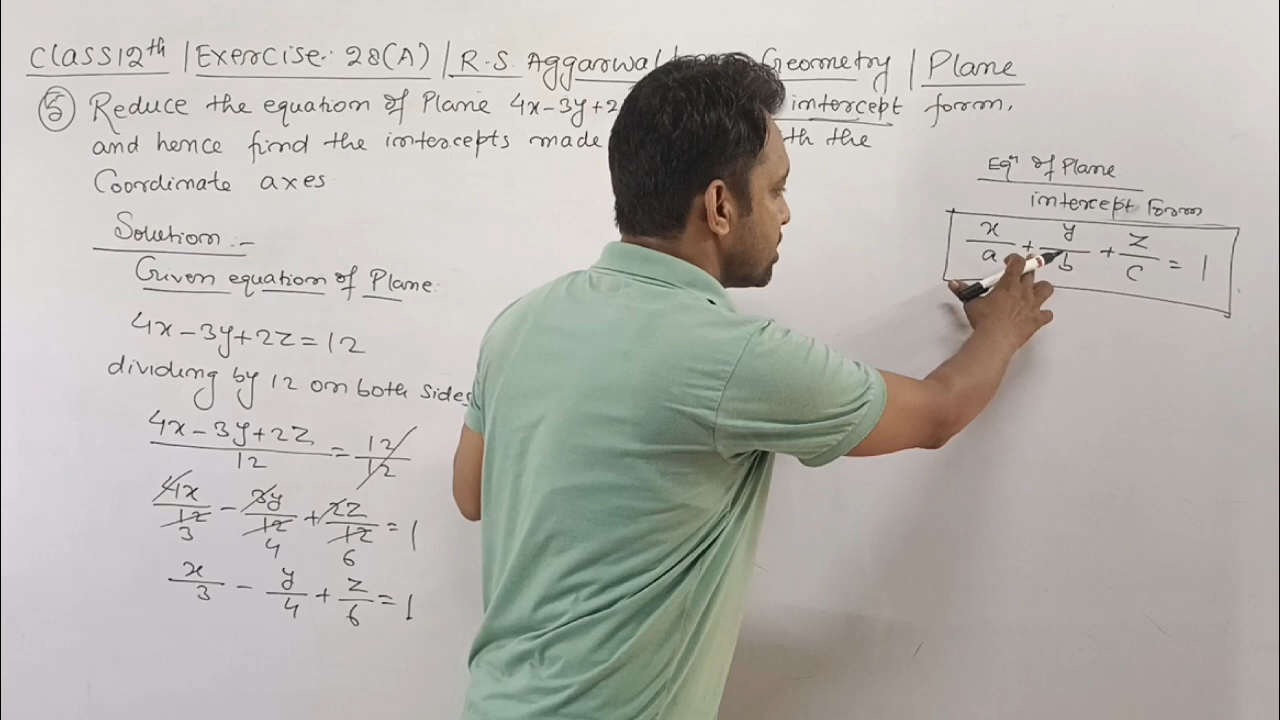 Class 12th | Exercise: 28(A) | R.S. Aggarwal Geometry | Plane
5 Reduce the equation of Plane 4x-3y+2 intercept form,
and hence find the intercepts made the
Coordinate axes
Solution:-
Given equation of Plane
4x-3y+2z=12
dividing by 12 on both sides
4x-3y+2z/12 = 12/12
4x/12 - 3y/12 + 2z/12 = 1
3 4 6
x/3 - y/4 + z/6 = 1
Eqn of Plane
intercept Form
x/a + y/b + z/c = 1